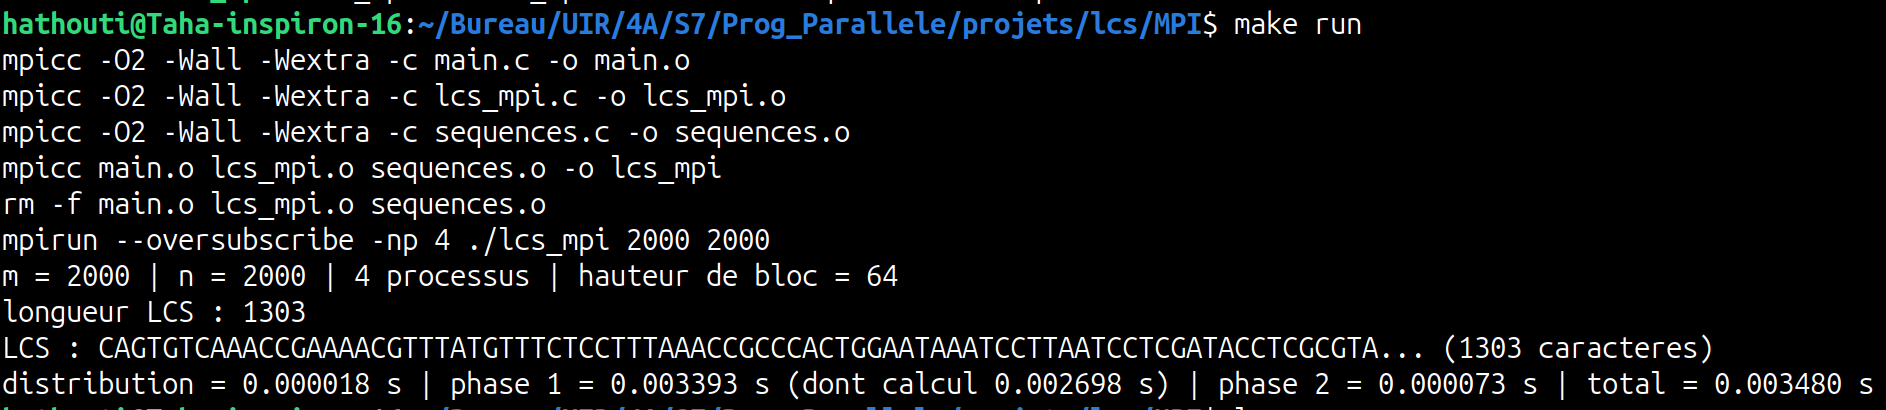 hathouti@Taha-inspiron-16:~/Bureau/UIR/4A/S7/Prog_Parallele/projets/lcs/MPI$ make run
mpicc -O2 -Wall -Wextra -c main.c -o main.o
mpicc -O2 -Wall -Wextra -c lcs_mpi.c -o lcs_mpi.o
mpicc -O2 -Wall -Wextra -c sequences.c -o sequences.o
mpicc main.o lcs_mpi.o sequences.o -o lcs_mpi
rm -f main.o lcs_mpi.o sequences.o
mpirun --oversubscribe -np 4 ./lcs_mpi 2000 2000
m = 2000 | n = 2000 | 4 processus | hauteur de bloc = 64
longueur LCS : 1303
LCS : CAGTGTCAAACCGAAAACGTTTATGTTTCTCCTTTAAACCGCCCACTGGAATAAATCCTTAATCCTCGATACCTCGCGTA... (1303 caracteres)
distribution = 0.000018 s | phase 1 = 0.003393 s (dont calcul 0.002698 s) | phase 2 = 0.000073 s | total = 0.003480 s